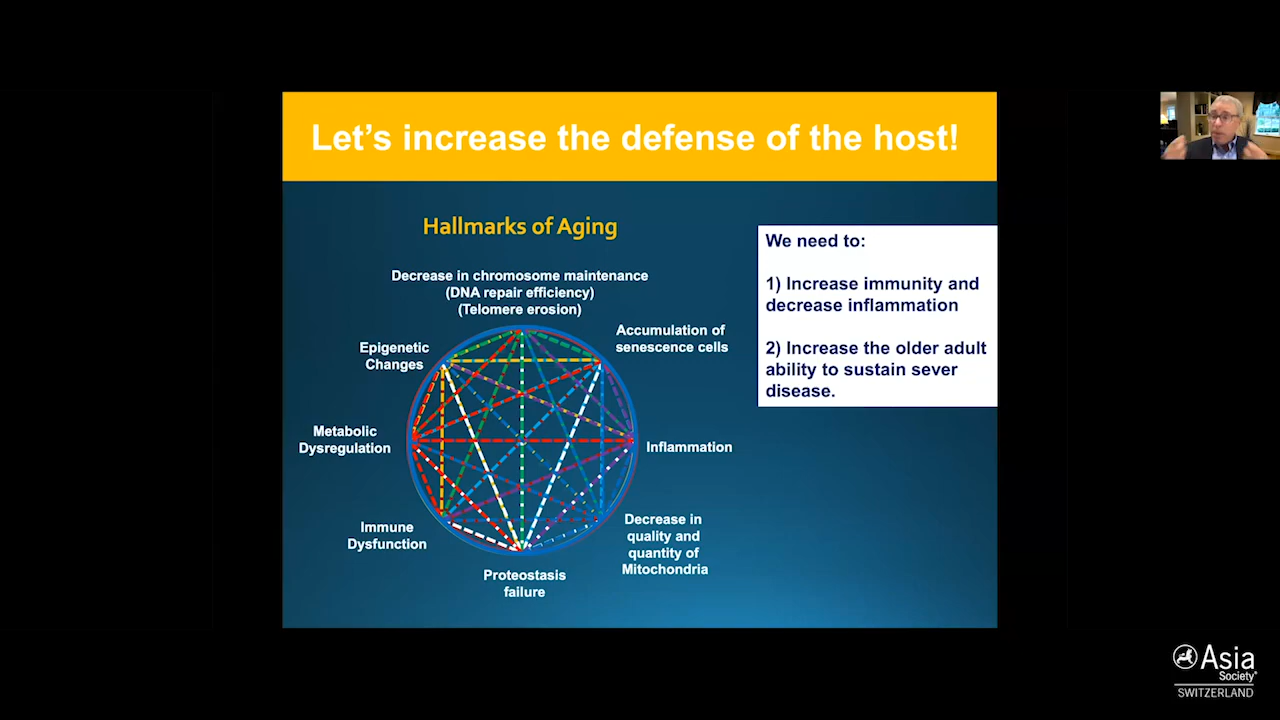 Let's increase the defense of the host!
Hallmarks of Aging
Decrease in chromosome maintenance
(DNA repair efficiency)
(Telomere erosion)
Accumulation of
senescence cells
Epigenetic
Changes
Metabolic
Dysregulation
Inflammation
Immune
Dysfunction
Decrease in
quality and
quantity of
Mitochondria
Proteostasis
failure
We need to:
1) Increase immunity and
decrease inflammation
2) Increase the older adult
ability to sustain sever
disease.
Asia
Society
SWITZERLAND